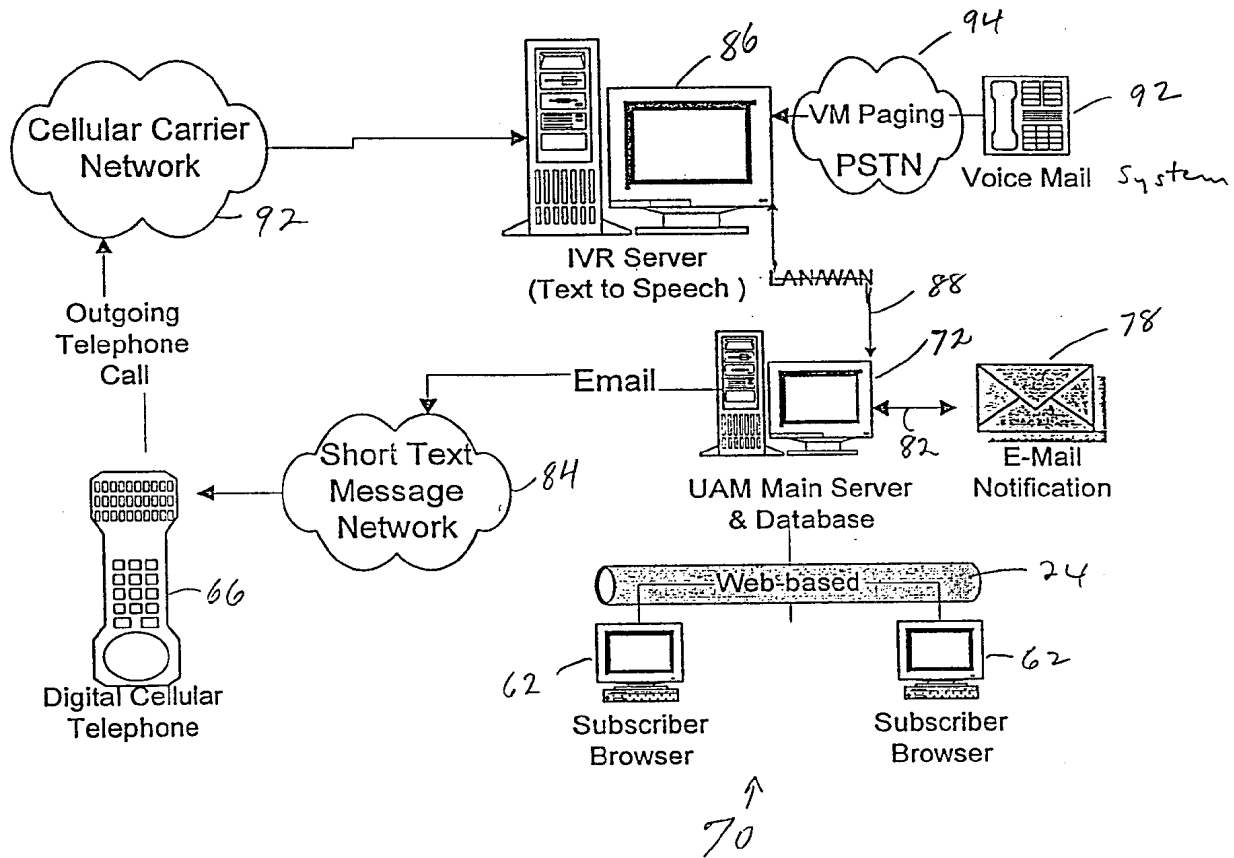 86
94
92
Cellular Carrier
Network
VM Paging
PSTN
Voice Mail System
92
IVR Server
(Text to Speech )
LAN/WAN
88
Outgoing
Telephone
Call
72
78
Email
82
E-Mail
Notification
Short Text
Message
Network
84
UAM Main Server
& Database
66
Web-based
24
62
62
Digital Cellular
Telephone
Subscriber
Browser
Subscriber
Browser
70